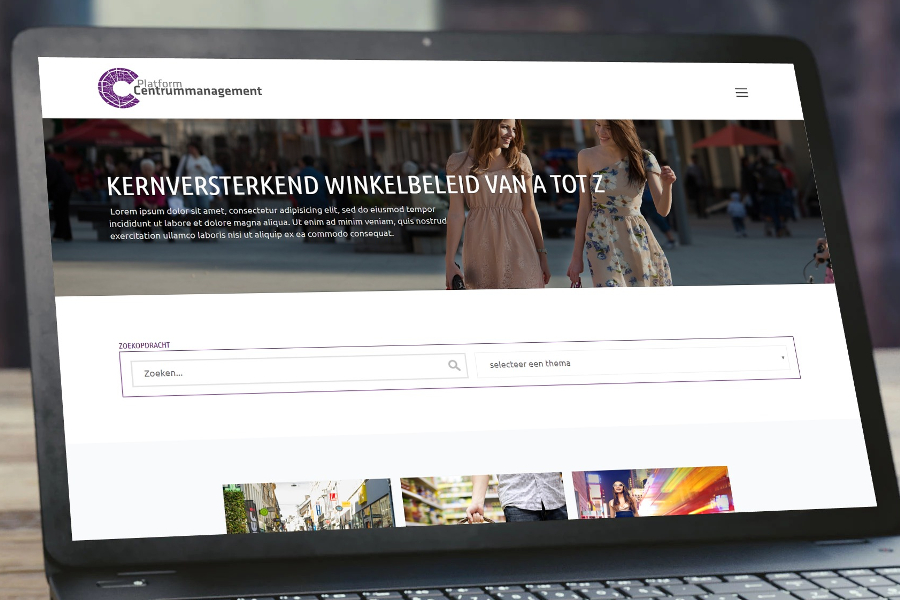 Platform
Centrummanagement
KERNVERSTERKEND WINKELBELEID VAN A TOT Z
Lorem ipsum dolor sit amet, consectetur adipisicing elit, sed do eiusmod tempor
incididunt ut labore et dolore magna aliqua. Ut enim ad minim veniam, quis nostrud
exercitation ullamco laboris nisi ut aliquip ex ea commodo consequat.
ZOEKOPDRACHT
Zoeken...
selecteer een thema